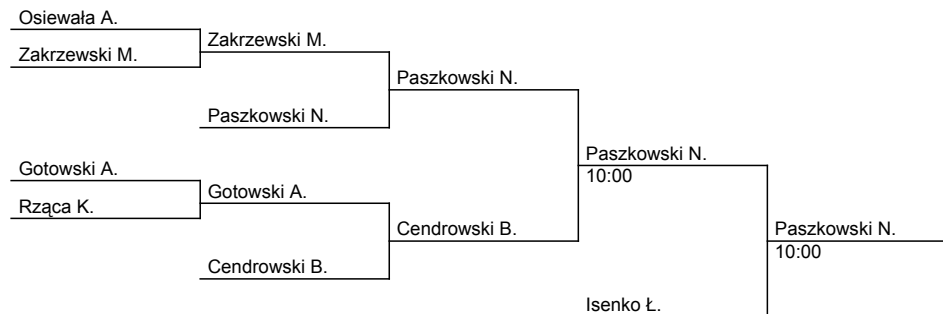 Osiewała A.
Zakrzewski M.
Zakrzewski M.
Paszkowski N.
Paszkowski N.
Gotowski A.
Rząca K.
Gotowski A.
Cendrowski B.
Cendrowski B.
Paszkowski N.
10:00
Isenko Ł.
Paszkowski N.
10:00